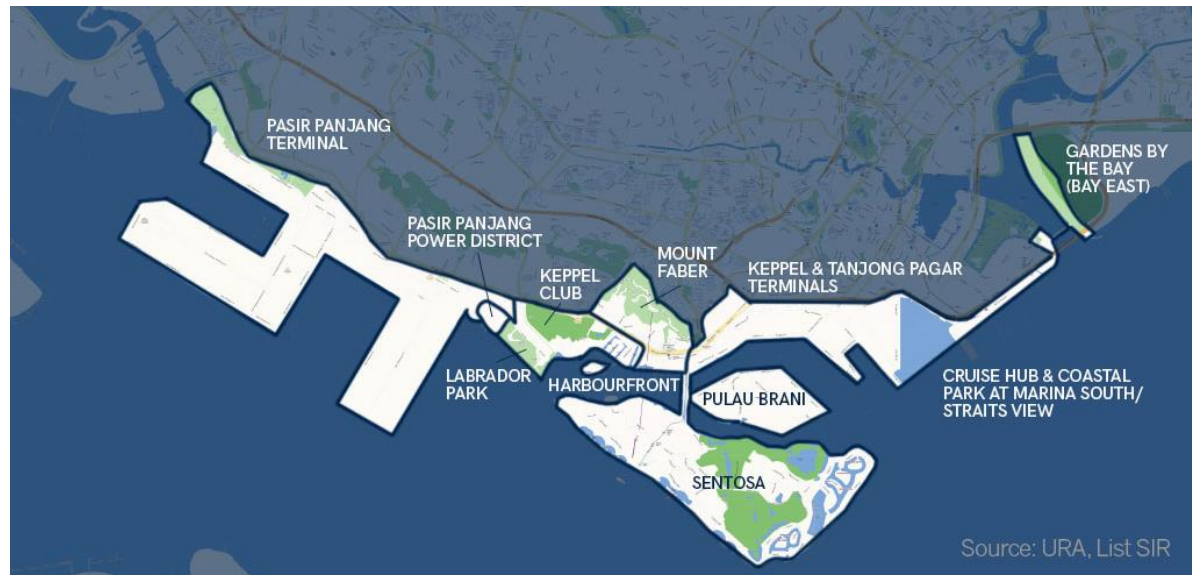 PASIR PANJANG
TERMINAL
GARDENS BY
THE BAY
(BAY EAST)
PASIR PANJANG
POWER DISTRICT
KEPPEL
CLUB
MOUNT
FABER
KEPPEL & TANJONG PAGAR
TERMINALS
LABRADOR
PARK
HARBOURFRONT
PULAU BRANI
CRUISE HUB & COASTAL
PARK AT MARINA SOUTH/
STRAITS VIEW
SENTOSA
Source: URA, List SIR